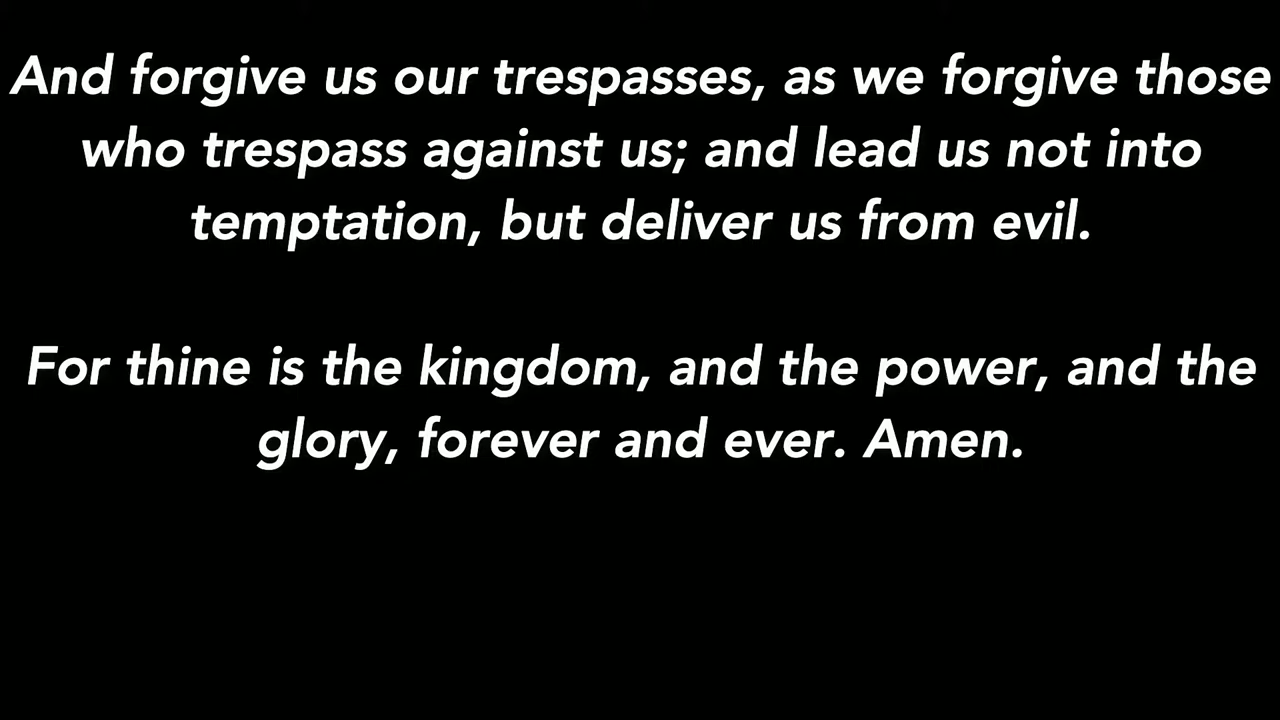 And forgive us our trespasses, as we forgive those
who trespass against us; and lead us not into
temptation, but deliver us from evil.
For thine is the kingdom, and the power, and the
glory, forever and ever. Amen.